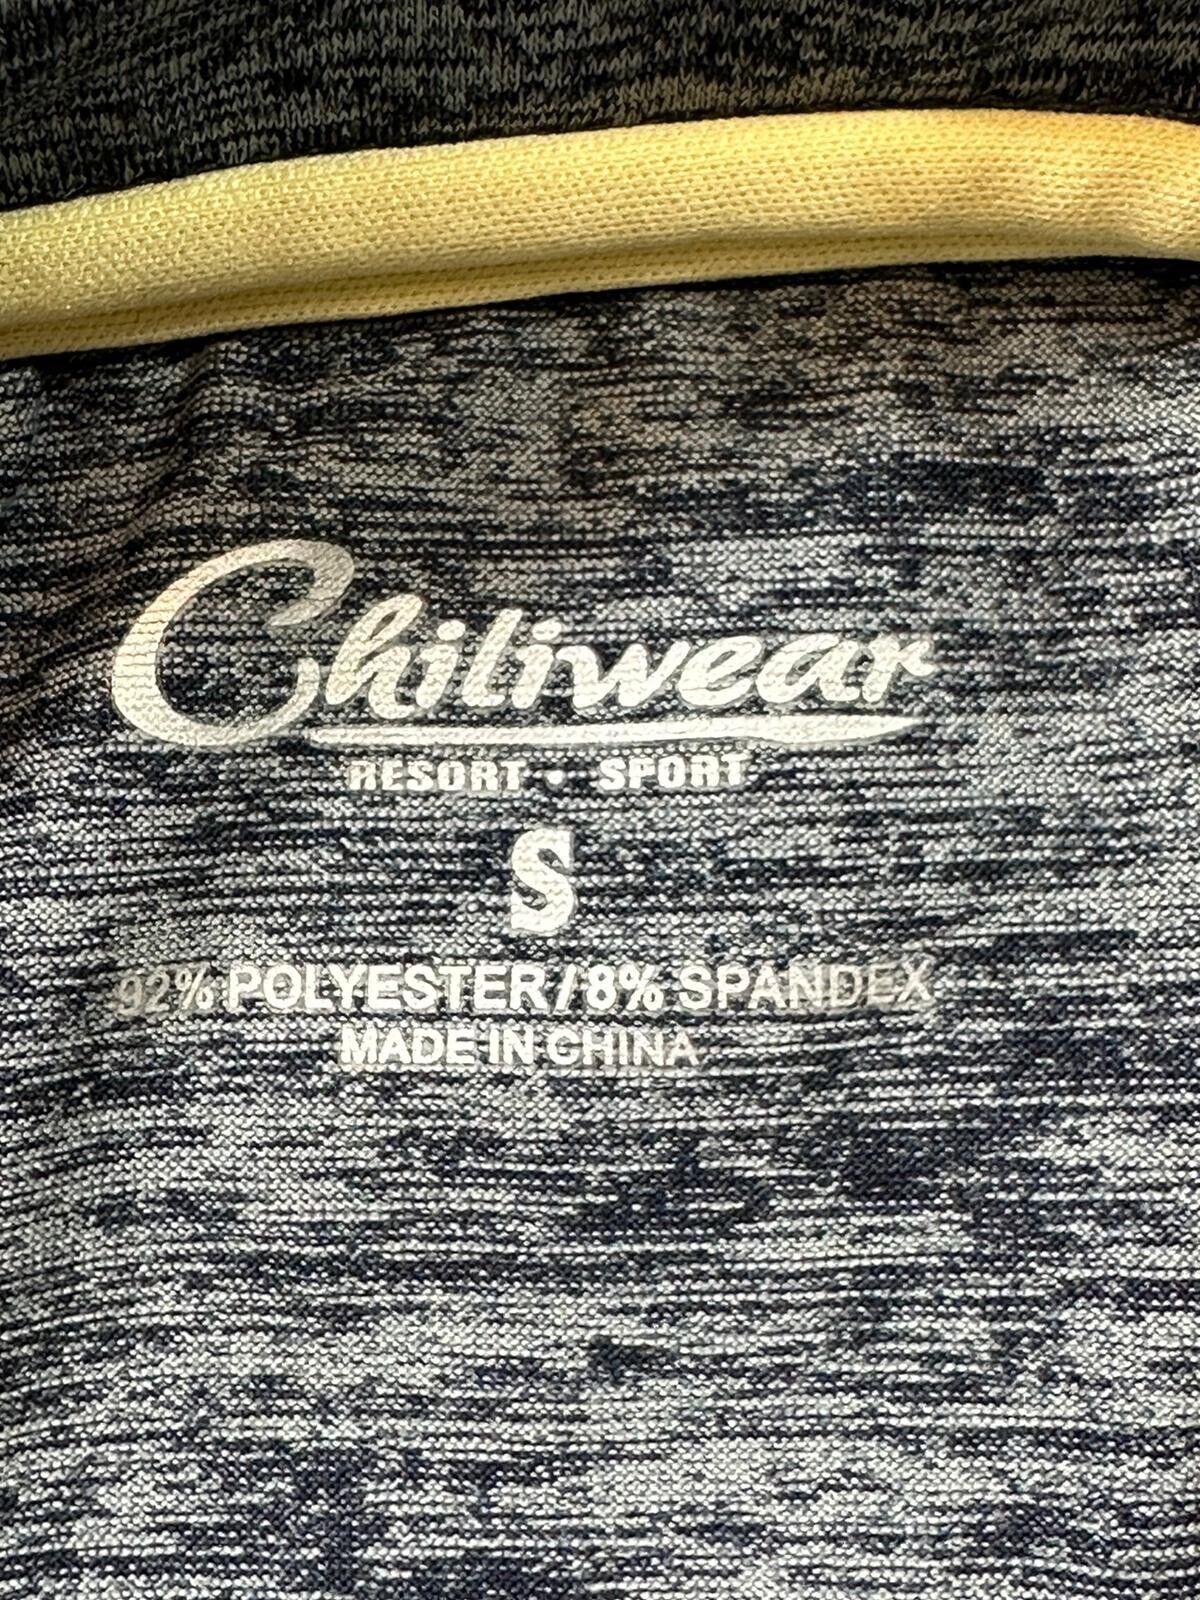 Chiliwear
RESORT • SPORT
S
92% POLYESTER / 8% SPANDEX
MADE IN CHINA